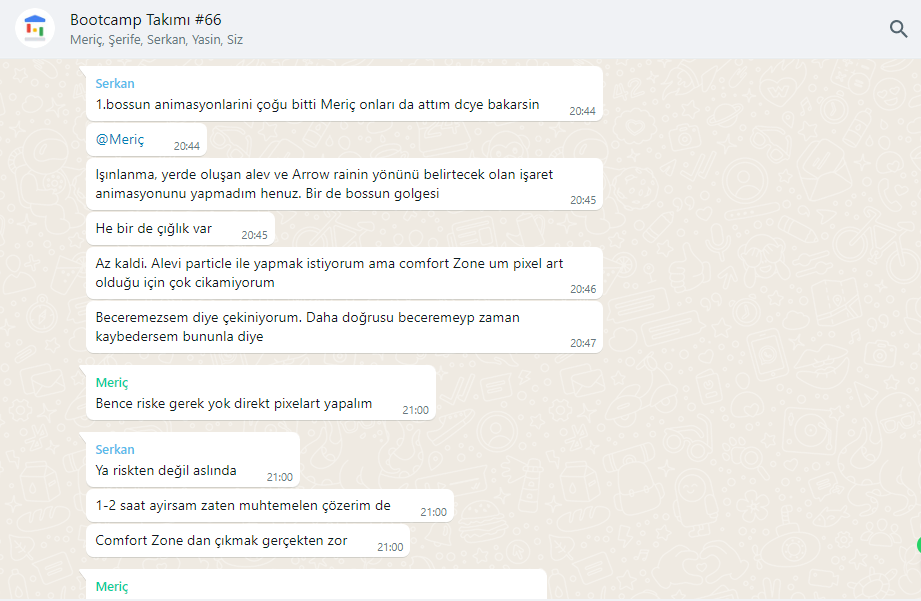 Bootcamp Takımı #66
Meriç, Şerife, Serkan, Yasin, Siz
Serkan
1.bossun animasyonlarini çoğu bitti Meriç onları da attım dcye bakarsin
20:44
@Meriç
20:44
Işınlanma, yerde oluşan alev ve Arrow rainin yönünü belirtecek olan işaret
animasyonunu yapmadım henuz. Bir de bossun golgesi
20:45
He bir de çığlık var
20:45
Az kaldi. Alevi particle ile yapmak istiyorum ama comfort Zone um pixel art
olduğu için çok cikamiyorum
20:46
Beceremezsem diye çekiniyorum. Daha doğrusu beceremeyp zaman
kaybedersem bununla diye
20:47
Meriç
Bence riske gerek yok direkt pixelart yapalım
21:00
Serkan
Ya riskten değil aslında
21:00
1-2 saat ayirsam zaten muhtemelen çözerim de
21:00
Comfort Zone dan çıkmak gerçekten zor
21:00
Meriç